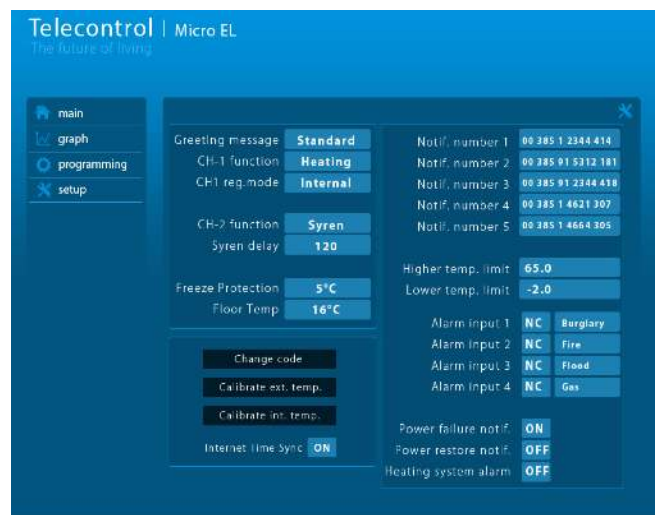 Telecontrol | Micro EL
The future of living
main
graph
programming
setup
Greeting message Standard
CH-1 function Heating
CH1 reg.mode Internal
CH-2 function Syren
Syren delay 120
Freeze Protection 5°C
Floor Temp 16°C
Change code
Calibrate ext. temp.
Calibrate int. temp.
Internet Time Sync ON
Notif. number 1 00 385 1 2344 414
Notif. number 2 00 385 91 5312 181
Notif. number 3 00 385 91 2344 418
Notif. number 4 00 385 1 4621 307
Notif. number 5 00 385 1 4664 305
Higher temp. limit 65.0
Lower temp. limit -2.0
Alarm input 1 NC Burglary
Alarm input 2 NC Fire
Alarm input 3 NC Flood
Alarm input 4 NC Gas
Power failure notif. ON
Power restore notif. OFF
Heating system alarm OFF